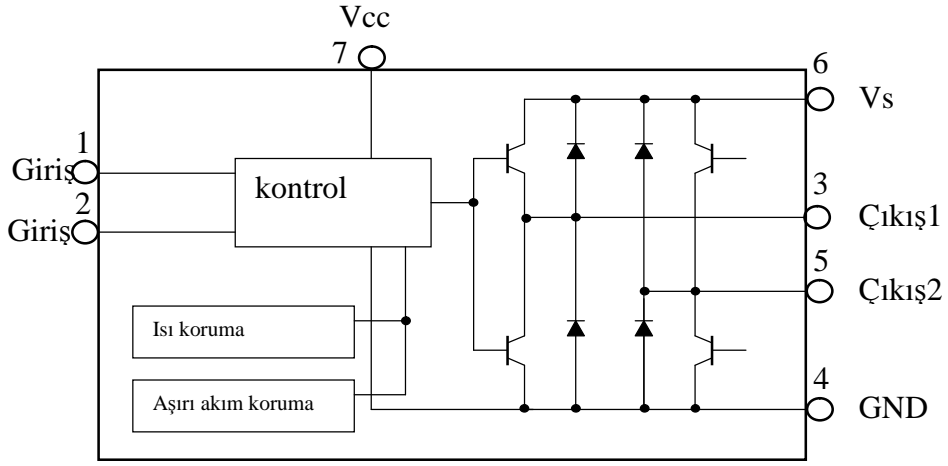 Vcc
7
6
Vs
1
Giriş
kontrol
3
2
Giriş
Çıkış1
5
Çıkış2
Isı koruma
4
Aşırı akım koruma
GND